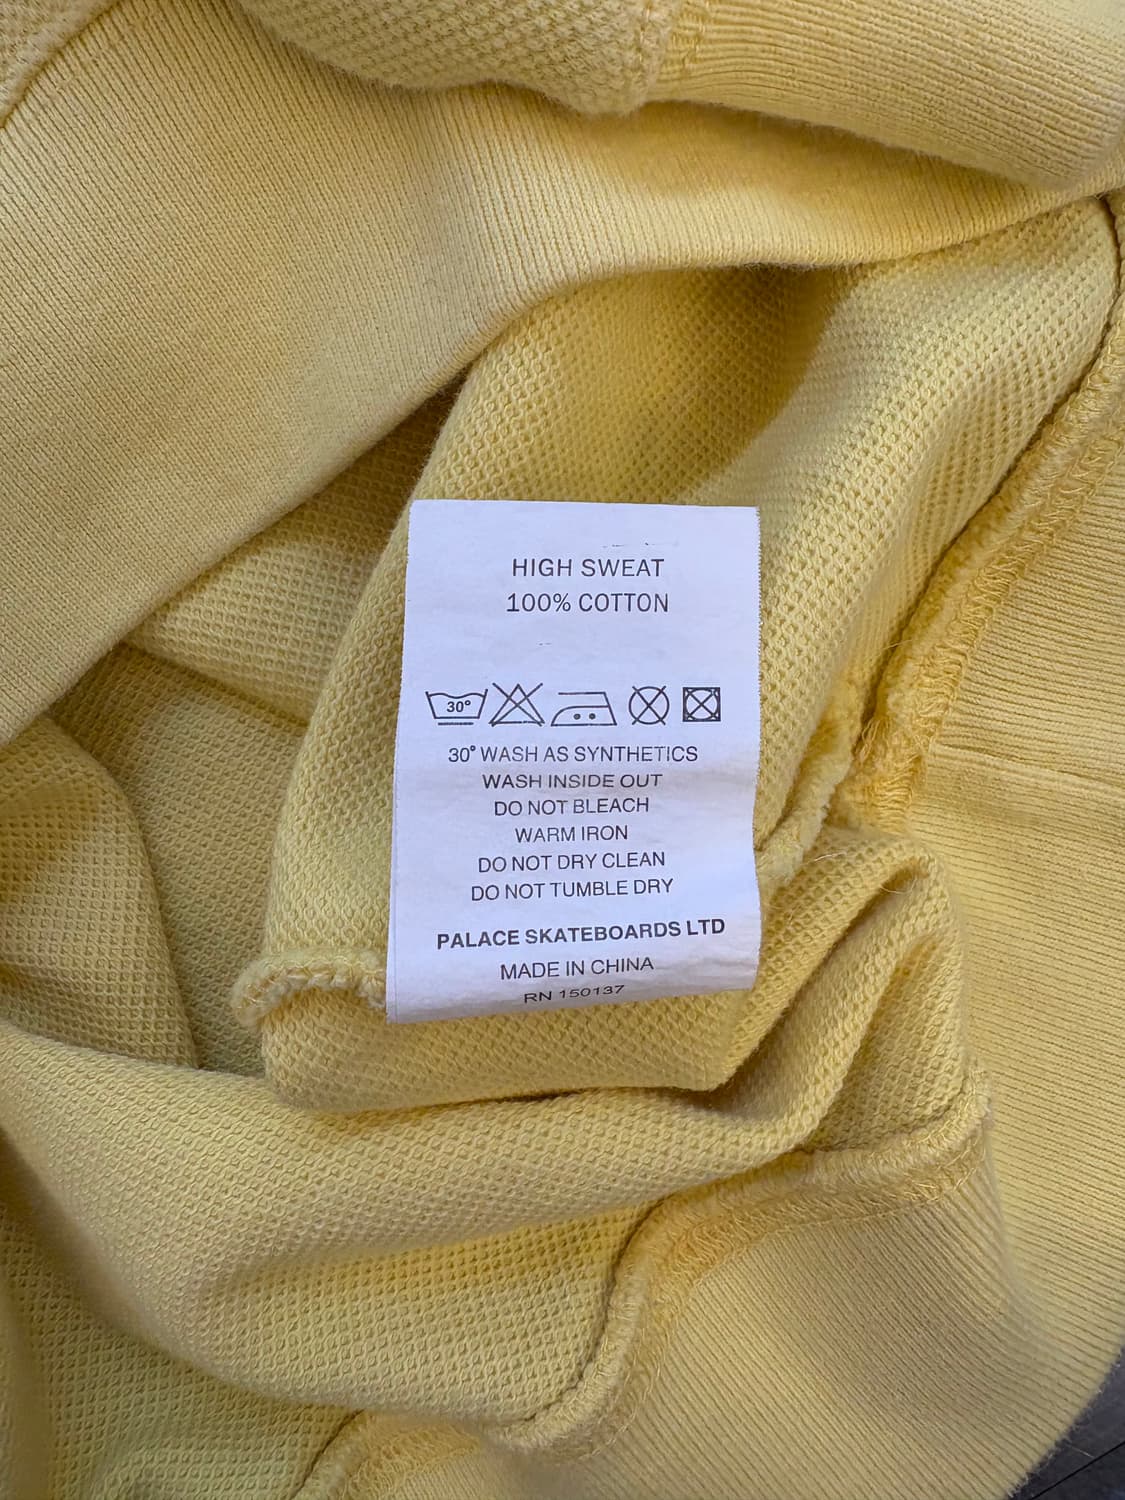 HIGH SWEAT
100% COTTON
30°
30° WASH AS SYNTHETICS
WASH INSIDE OUT
DO NOT BLEACH
WARM IRON
DO NOT DRY CLEAN
DO NOT TUMBLE DRY
PALACE SKATEBOARDS LTD
MADE IN CHINA
RN 150137